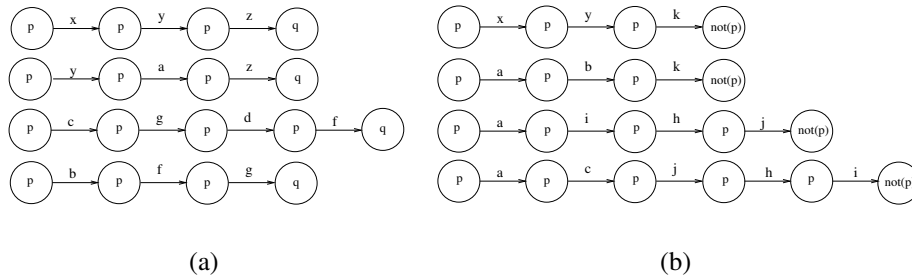 x y z
p p p q
y a z
p p p q
c g d f
p p p p q
b f g
p p p q
(a)
x y k
p p p not(p)
a b k
p p p not(p)
a i h j
p p p p not(p)
a c j h i
p p p p p not(p
(b)